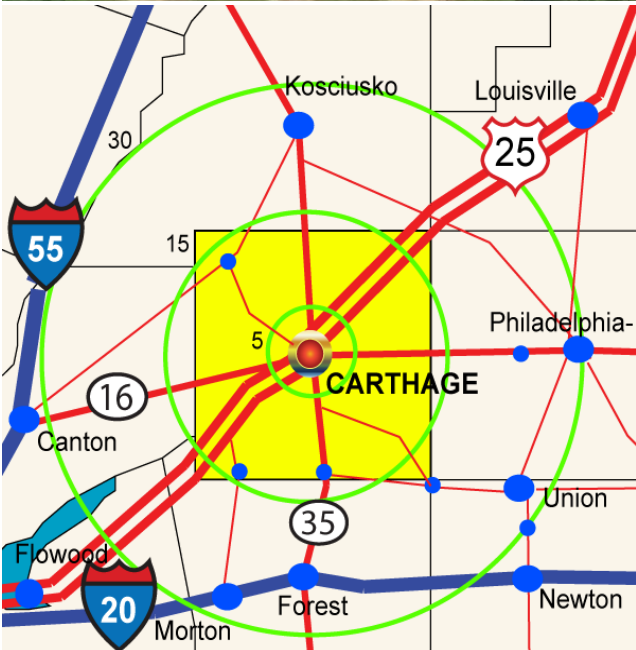 Kosciusko
Louisville
30
25
55
15
Philadelphia-
5
CARTHAGE
16
Canton
Union
35
Flowood
20
Forest
Newton
Morton